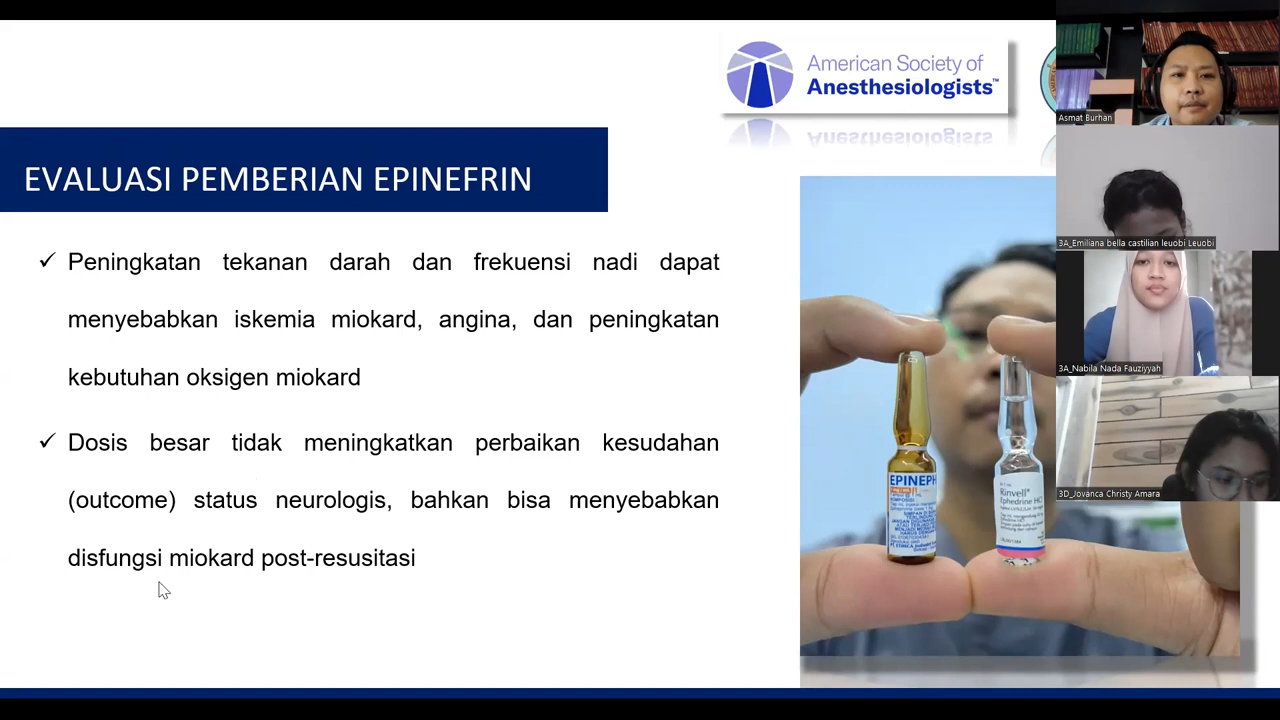 American Society of
Anesthesiologists™
EVALUASI PEMBERIAN EPINEFRIN
✓ Peningkatan tekanan darah dan frekuensi nadi dapat
menyebabkan iskemia miokard, angina, dan peningkatan
kebutuhan oksigen miokard
✓ Dosis besar tidak meningkatkan perbaikan kesudahan
(outcome) status neurologis, bahkan bisa menyebabkan
disfungsi miokard post-resusitasi
EPINEPH
Rinvell®
Ephedrine HCl
Asmat Burhan
3A_Emiliana bella castilian leuobi Leuobi
3A_Nabila Nada Fauziyyah
3D_Jovanca Christy Amara